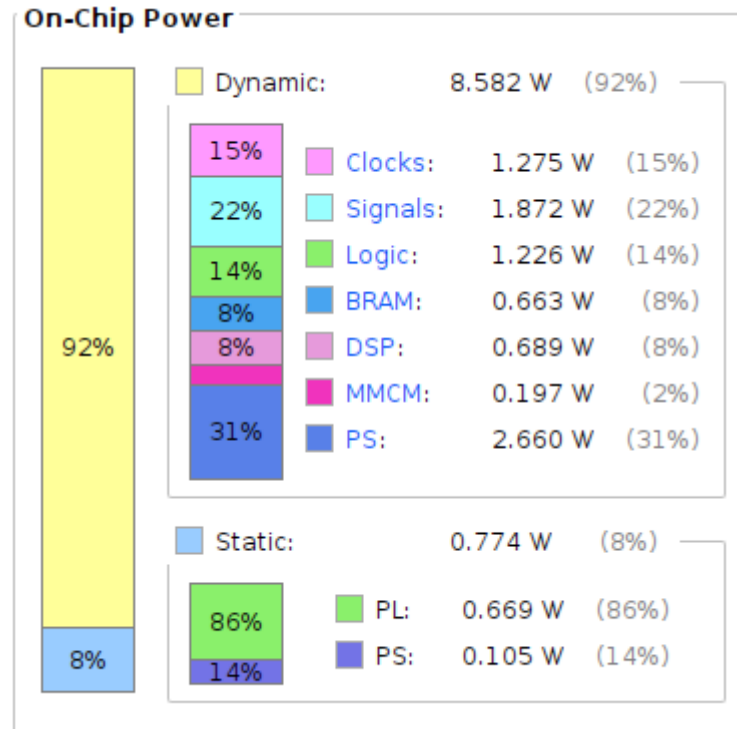 On-Chip Power
Dynamic: 8.582 W (92%)
15% Clocks: 1.275 W (15%)
22% Signals: 1.872 W (22%)
14% Logic: 1.226 W (14%)
8% BRAM: 0.663 W (8%)
92% 8% DSP: 0.689 W (8%)
MMCM: 0.197 W (2%)
31% PS: 2.660 W (31%)
Static: 0.774 W (8%)
86% PL: 0.669 W (86%)
8% 14% PS: 0.105 W (14%)